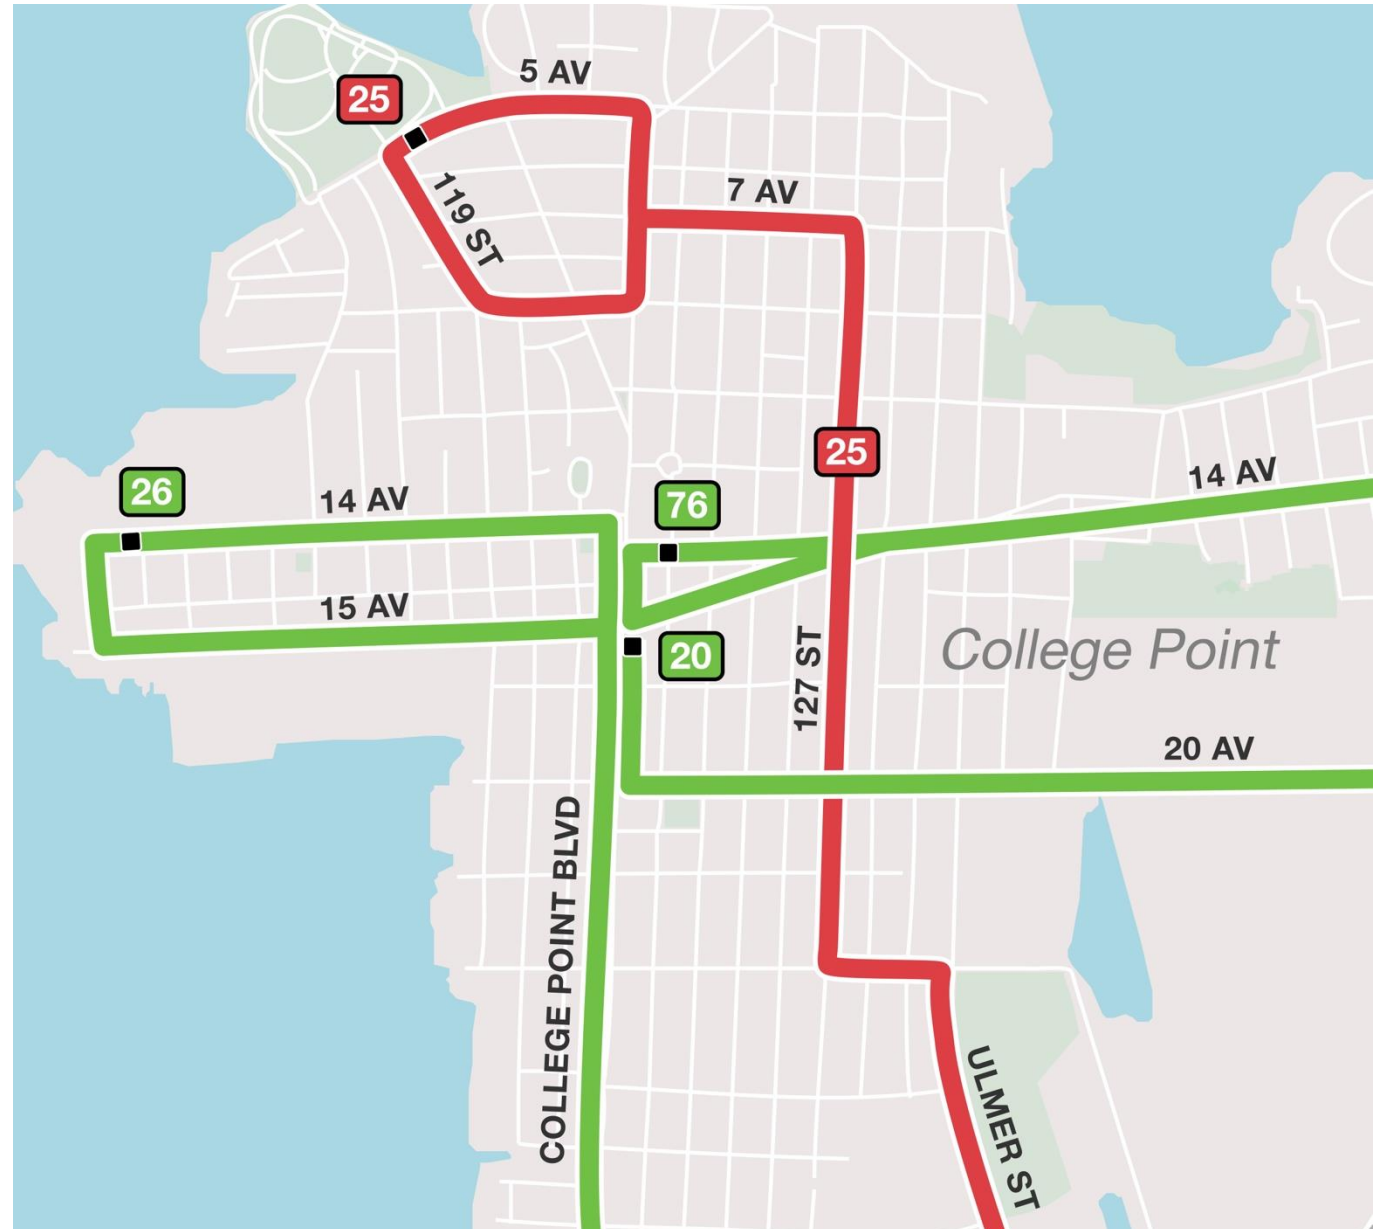 5 AV
25
119 ST
7 AV
25
14 AV
26
14 AV
76
15 AV
College Point
20
127 ST
20 AV
COLLEGE POINT BLVD
ULMER ST